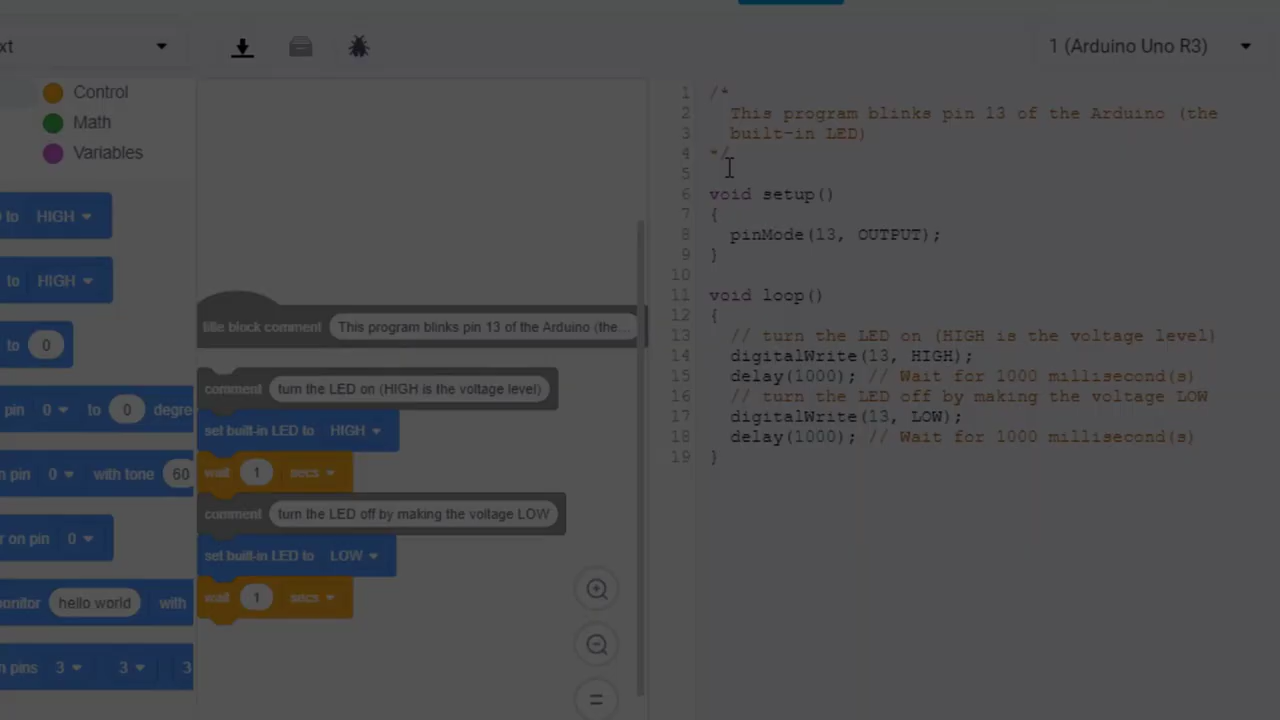 xt
1 (Arduino Uno R3)
Control
Math
Variables
to HIGH
to HIGH
to 0
pin 0 to 0 degre
n pin 0 with tone 60
r on pin 0
onitor hello world with
n pins 3 3 3
title block comment This program blinks pin 13 of the Arduino (the...
comment turn the LED on (HIGH is the voltage level)
set built-in LED to HIGH
wait 1 secs
comment turn the LED off by making the voltage LOW
set built-in LED to LOW
wait 1 secs
1 /*
2 This program blinks pin 13 of the Arduino (the
3 built-in LED)
4 */
5
6 void setup()
7 {
8 pinMode(13, OUTPUT);
9 }
10
11 void loop()
12 {
13 // turn the LED on (HIGH is the voltage level)
14 digitalWrite(13, HIGH);
15 delay(1000); // Wait for 1000 millisecond(s)
16 // turn the LED off by making the voltage LOW
17 digitalWrite(13, LOW);
18 delay(1000); // Wait for 1000 millisecond(s)
19 }